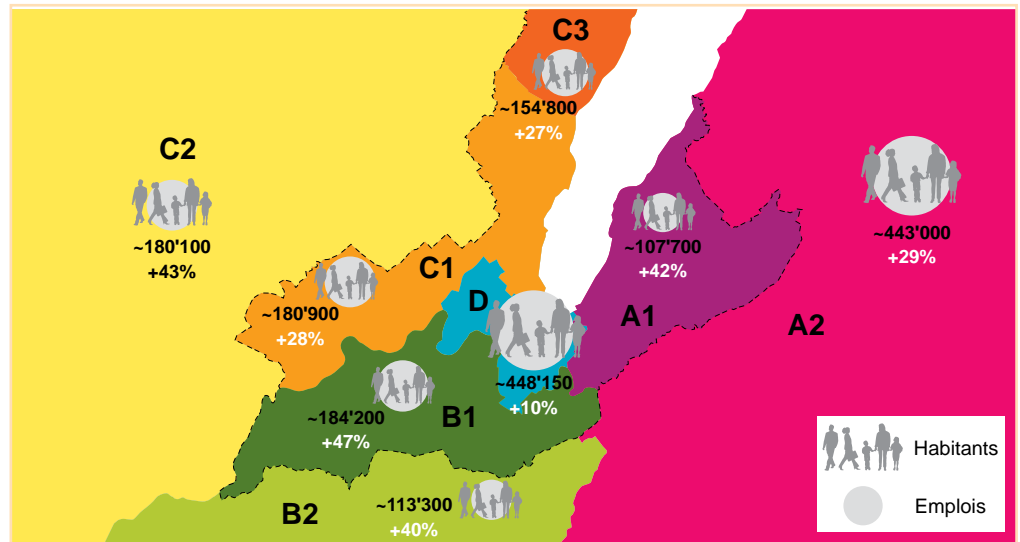 C3
~154'800
+27%
C2
~180'100
+43%
~107'700
+42%
~443'000
+29%
C1
~180'900
+28%
D
A1
A2
~448'150
+10%
~184'200
+47%
B1
B2
~113'300
+40%
Habitants
Emplois